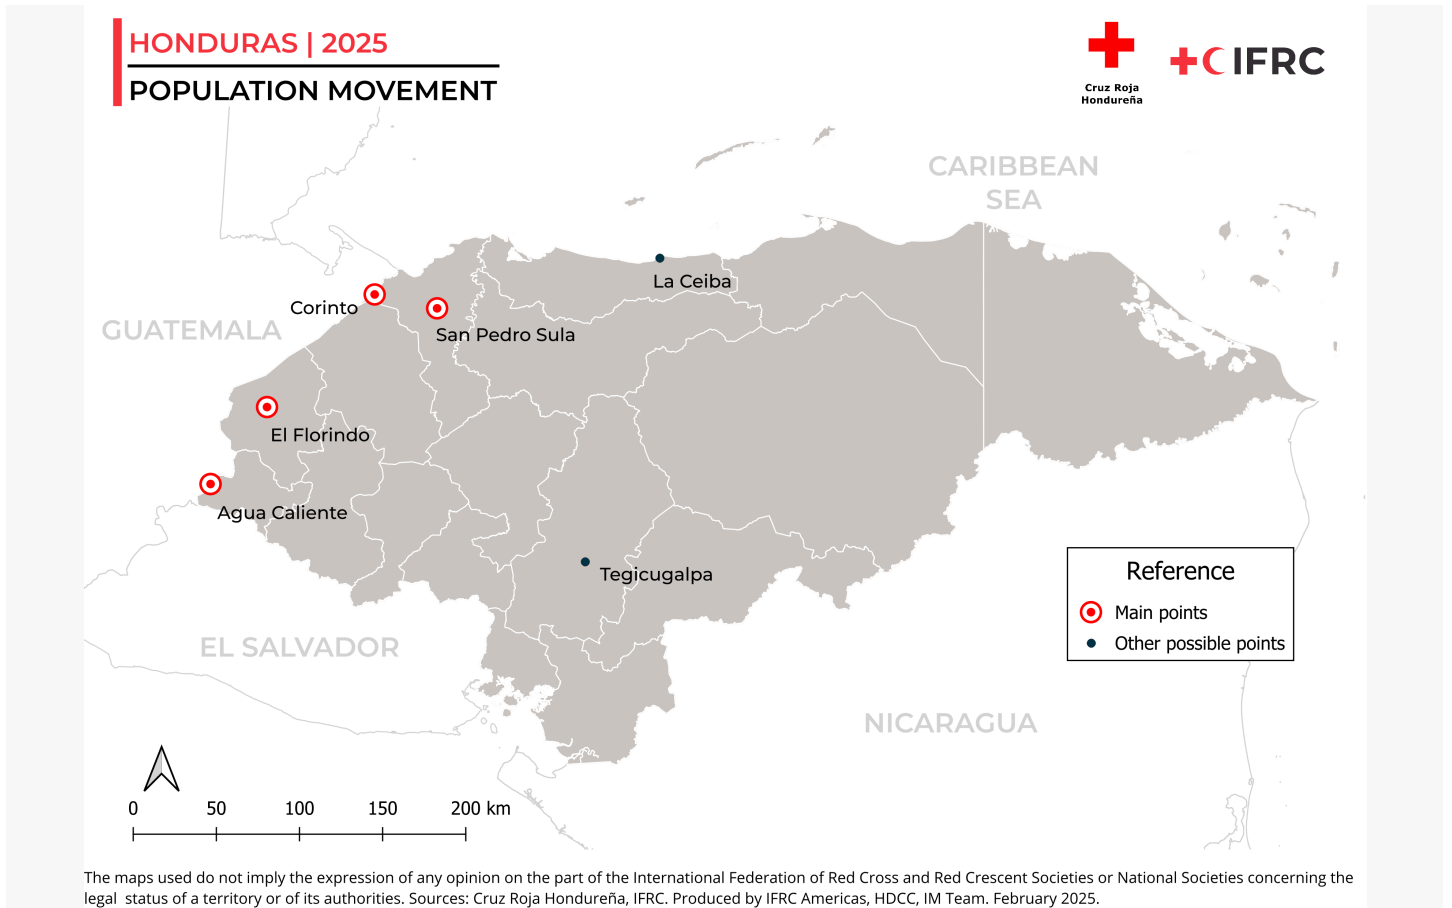 HONDURAS | 2025
POPULATION MOVEMENT
Cruz Roja
Hondureña
IFRC
CARIBBEAN
SEA
La Ceiba
Corinto
San Pedro Sula
GUATEMALA
El Florindo
Agua Caliente
Tegicugalpa
Reference
Main points
Other possible points
EL SALVADOR
NICARAGUA
0 50 100 150 200 km
The maps used do not imply the expression of any opinion on the part of the International Federation of Red Cross and Red Crescent Societies or National Societies concerning the
legal status of a territory or of its authorities. Sources: Cruz Roja Hondureña, IFRC. Produced by IFRC Americas, HDCC, IM Team. February 2025.